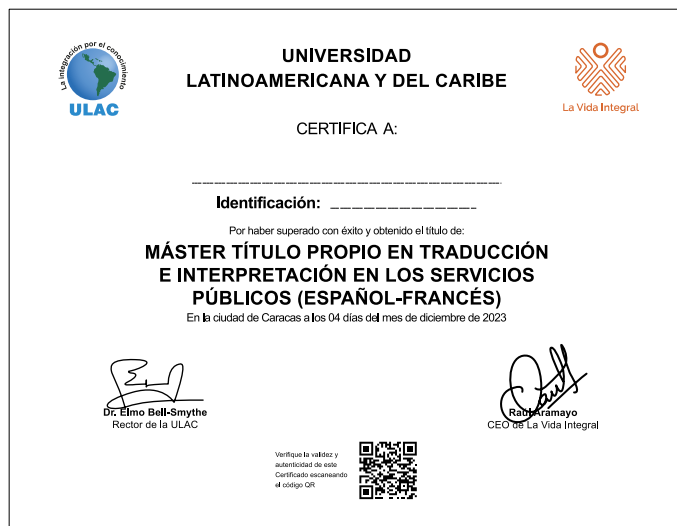 La integración por el conocimiento
ULAC
UNIVERSIDAD
LATINOAMERICANA Y DEL CARIBE
La Vida Integral
CERTIFICA A:
Identificación:
Por haber superado con éxito y obtenido el título de:
MÁSTER TÍTULO PROPIO EN TRADUCCIÓN
E INTERPRETACIÓN EN LOS SERVICIOS
PÚBLICOS (ESPAÑOL-FRANCÉS)
En la ciudad de Caracas a los 04 días del mes de diciembre de 2023
Dr. Elmo Bell-Smythe
Rector de la ULAC
Raúl Aramayo
CEO de La Vida Integral
Verifique la validez y
autenticidad de este
Certificado escaneando
el código QR